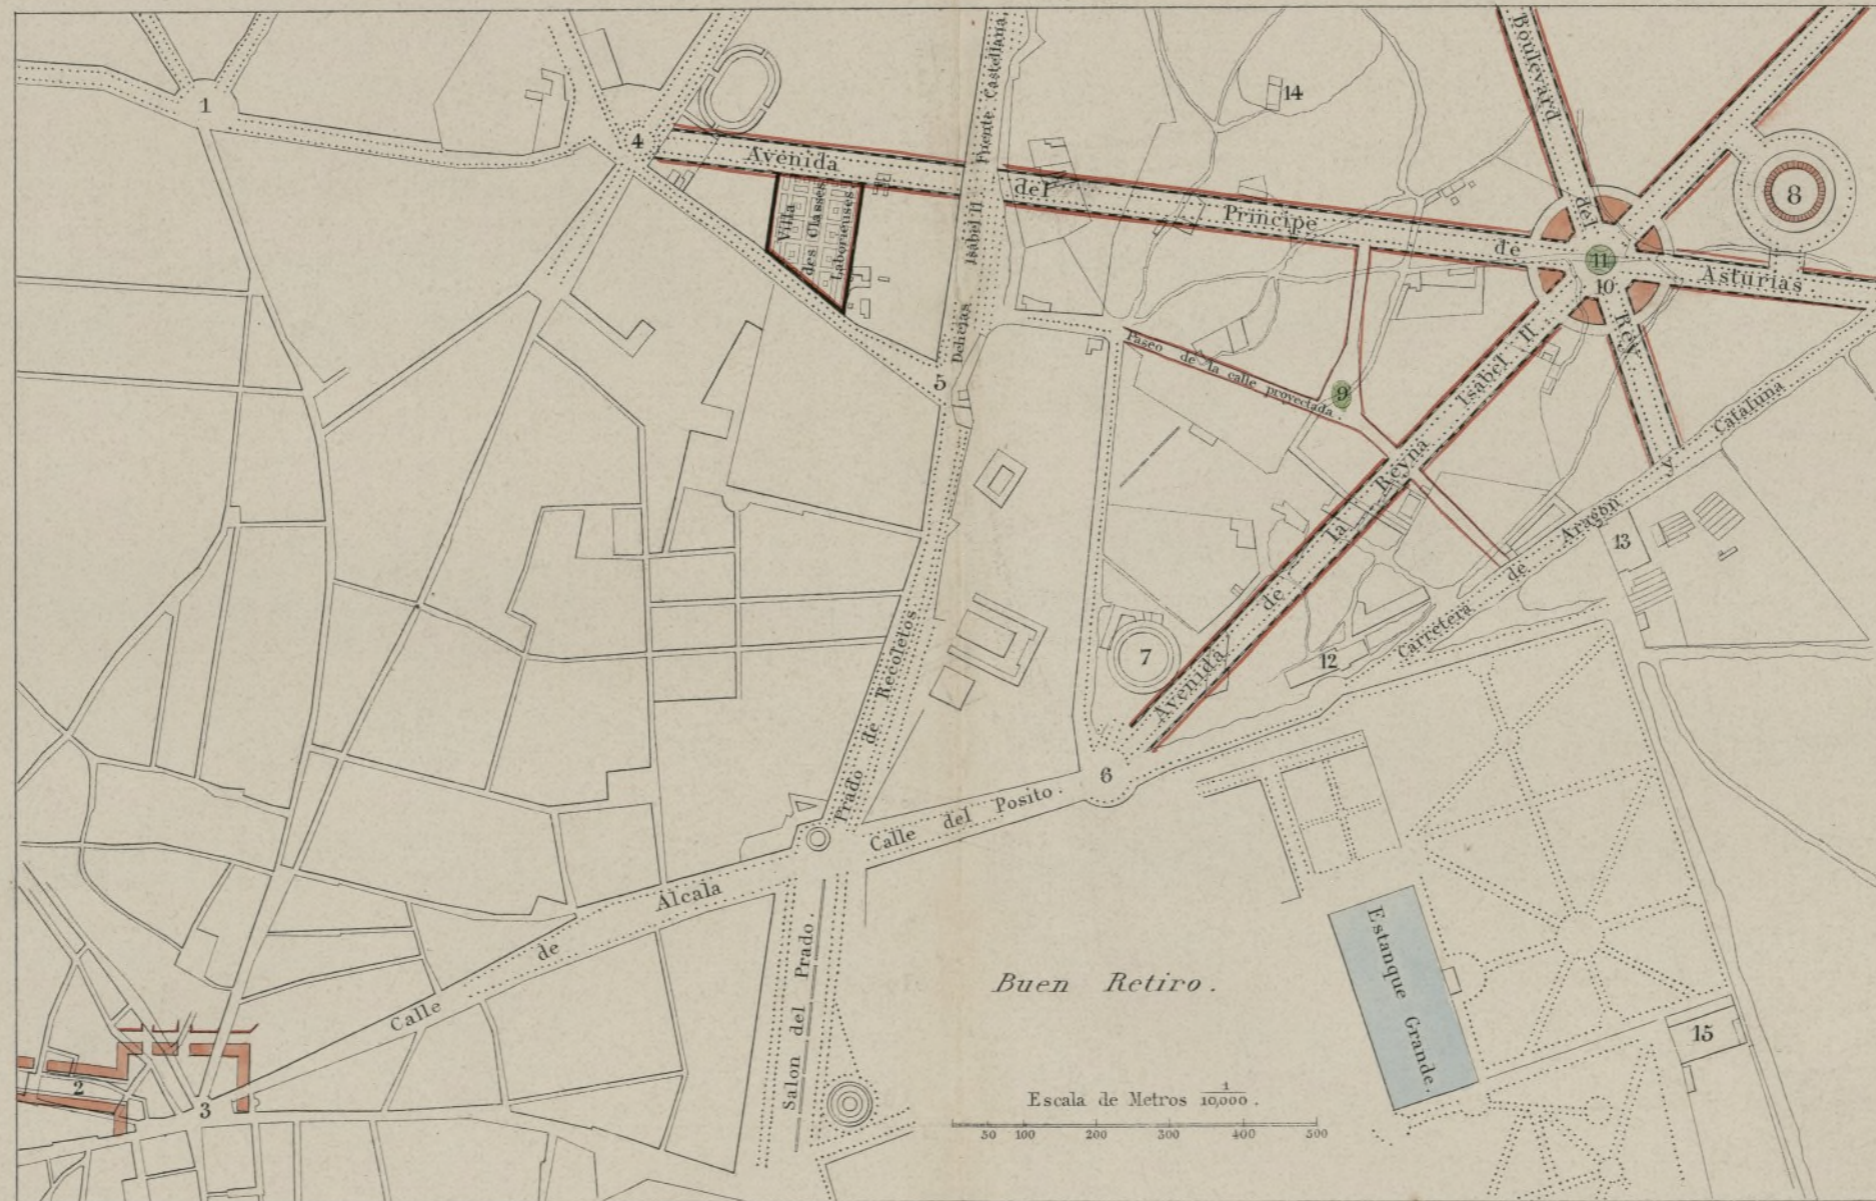 1
4
Avenida
del
Principe
de
Asturias
Villa
des Classes
Laborieuses
Fuente Castellana
Isabel II
Delicias
14
Boulevard
del
Rey
8
11
10
5
Paseo de la calle proyectada.
9
Avenida
de
la
Reyna
Isabel II
Carretera
de
Aragon
y
Cataluna
13
12
7
6
Prado de Recoletos
Calle del Posito.
Calle
de
Alcala
Salon del Prado.
Buen Retiro.
Estanque Grande.
15
2
3
Escala de Metros 1/10,000.
50 100 200 300 400 500